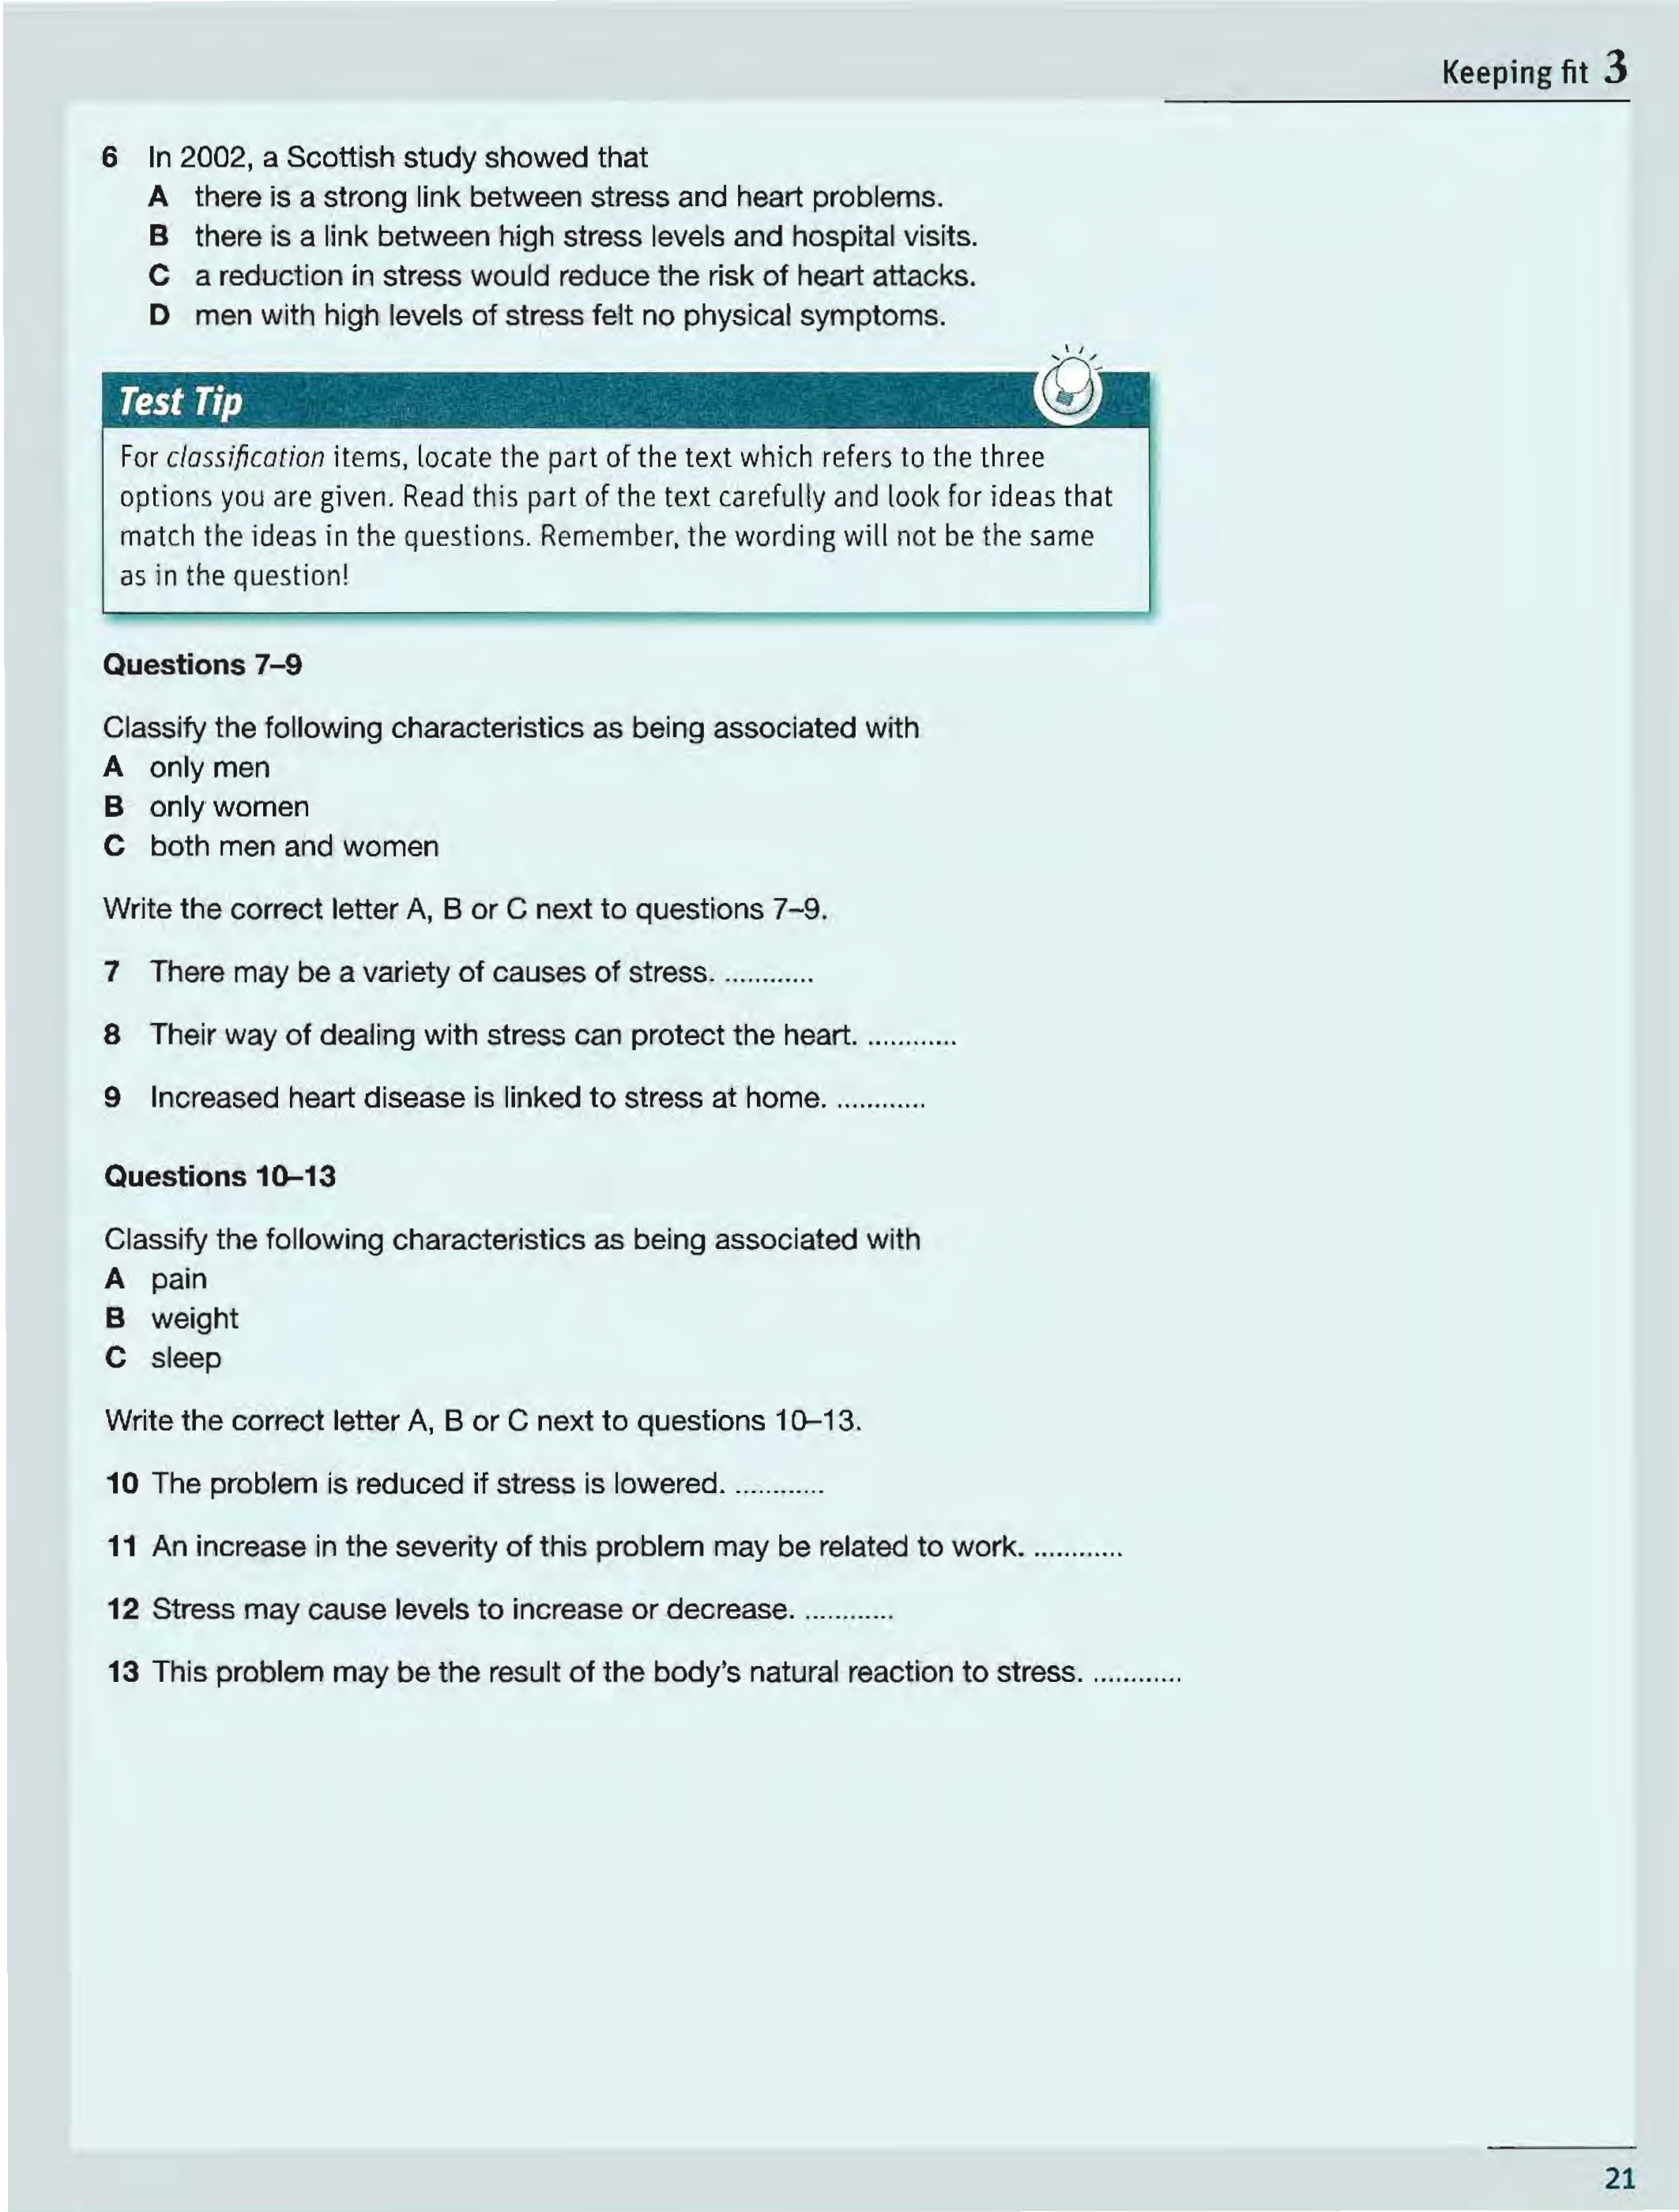 Keeping fit 3
6 In 2002, a Scottish study showed that
A there is a strong link between stress and heart problems.
B there is a link between high stress levels and hospital visits.
C a reduction in stress would reduce the risk of heart attacks.
D men with high levels of stress felt no physical symptoms.
Test Tip
For classification items, locate the part of the text which refers to the three
options you are given. Read this part of the text carefully and look for ideas that
match the ideas in the questions. Remember, the wording will not be the same
as in the question!
Questions 7–9
Classify the following characteristics as being associated with
A only men
B only women
C both men and women
Write the correct letter A, B or C next to questions 7–9.
7 There may be a variety of causes of stress. ............
8 Their way of dealing with stress can protect the heart. ............
9 Increased heart disease is linked to stress at home. ............
Questions 10–13
Classify the following characteristics as being associated with
A pain
B weight
C sleep
Write the correct letter A, B or C next to questions 10–13.
10 The problem is reduced if stress is lowered. ............
11 An increase in the severity of this problem may be related to work. ............
12 Stress may cause levels to increase or decrease. ............
13 This problem may be the result of the body's natural reaction to stress. ............
21